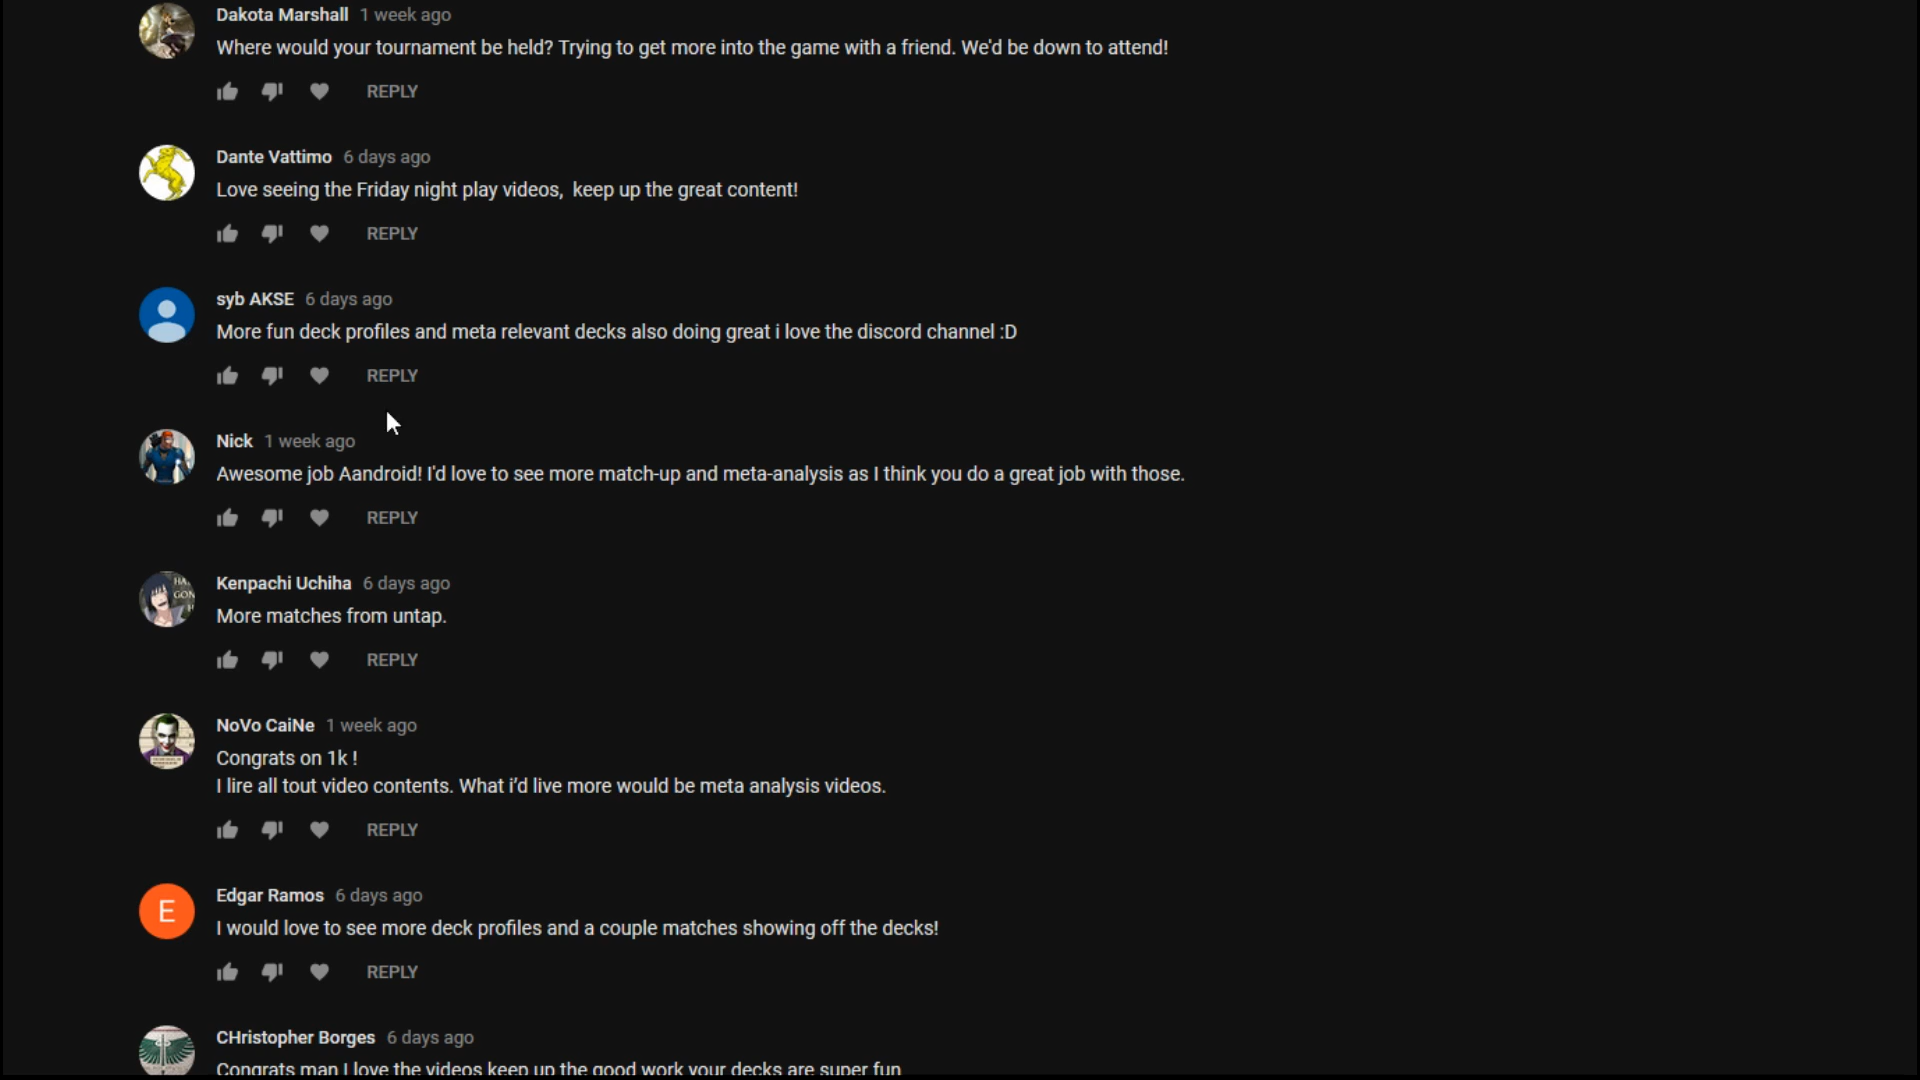 Dakota Marshall 1 week ago
Where would your tournament be held? Trying to get more into the game with a friend. We'd be down to attend!
REPLY
Dante Vattimo 6 days ago
Love seeing the Friday night play videos,  keep up the great content!
REPLY
syb AKSE 6 days ago
More fun deck profiles and meta relevant decks also doing great i love the discord channel :D
REPLY
Nick 1 week ago
Awesome job Aandroid! I'd love to see more match-up and meta-analysis as I think you do a great job with those.
REPLY
Kenpachi Uchiha 6 days ago
More matches from untap.
REPLY
NoVo CaiNe 1 week ago
Congrats on 1k !
I lire all tout video contents. What i'd live more would be meta analysis videos.
REPLY
E
Edgar Ramos 6 days ago
I would love to see more deck profiles and a couple matches showing off the decks!
REPLY
CHristopher Borges 6 days ago
Congrats man I love the videos keep up the good work your decks are super fun